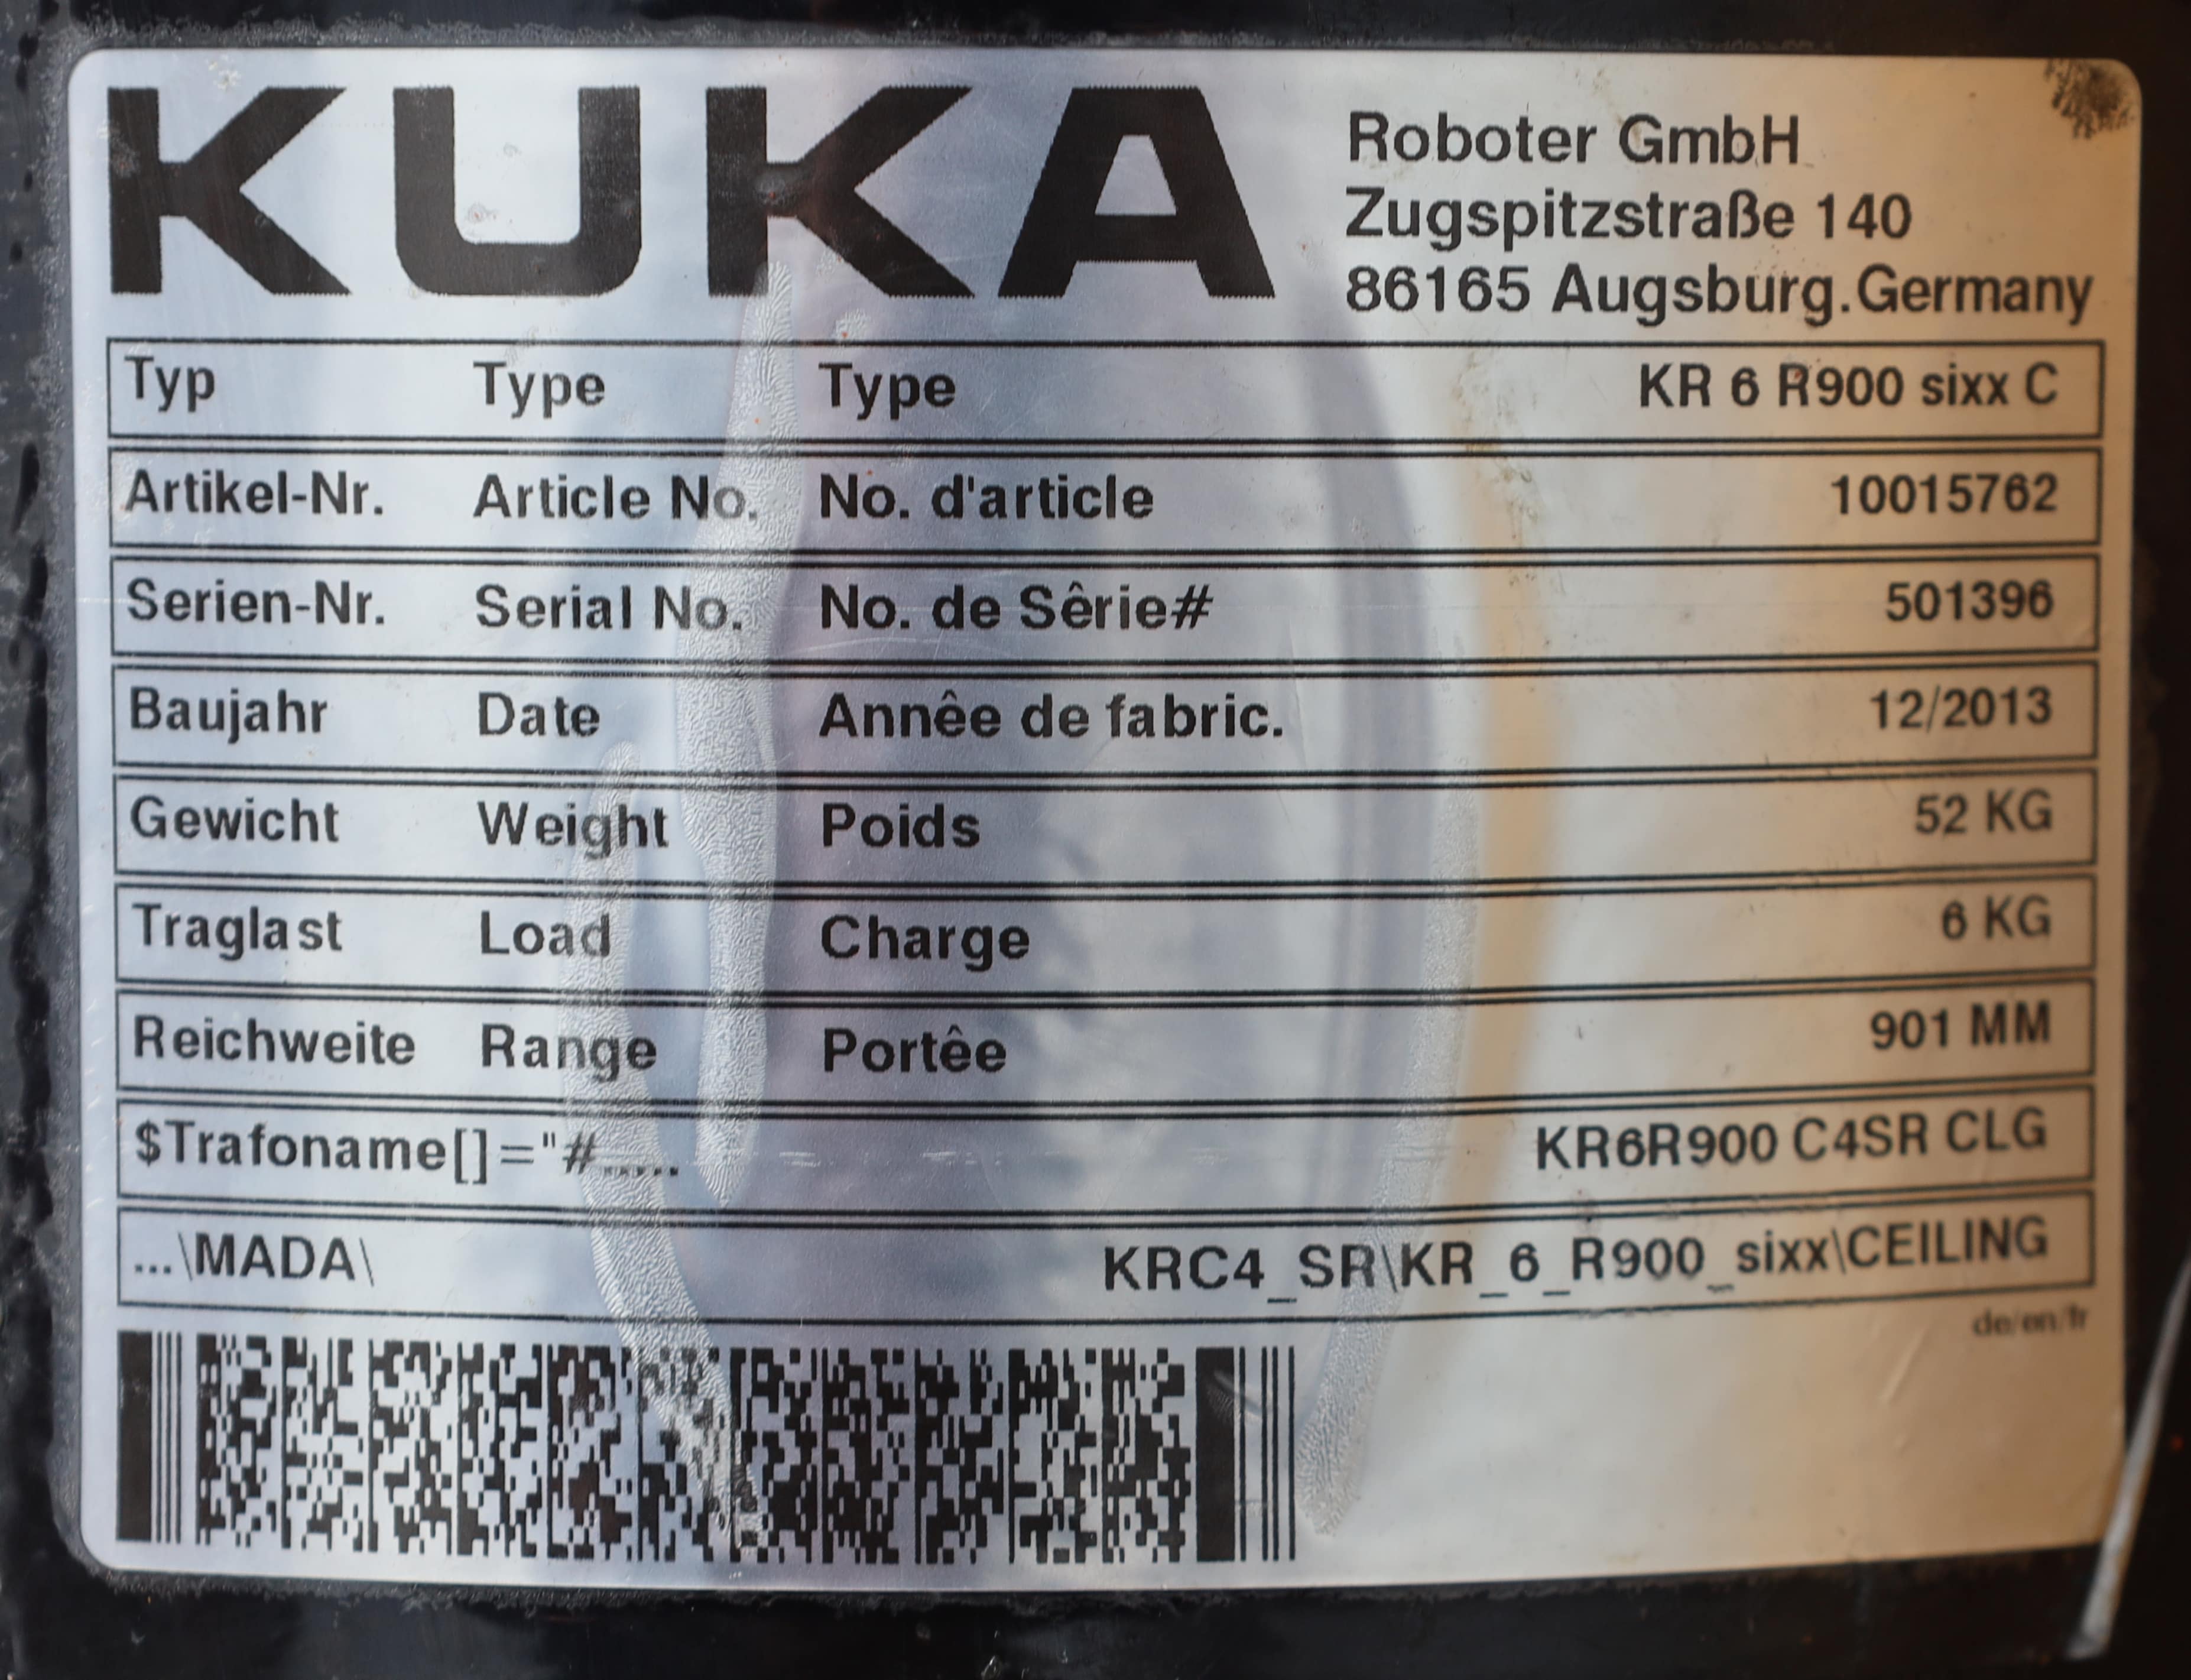 KUKA
Roboter GmbH
Zugspitzstraße 140
86165 Augsburg.Germany
Typ Type Type KR 6 R900 sixx C
Artikel-Nr. Article No. No. d'article 10015762
Serien-Nr. Serial No. No. de Sêrie# 501396
Baujahr Date Annêe de fabric. 12/2013
Gewicht Weight Poids 52 KG
Traglast Load Charge 6 KG
Reichweite Range Portêe 901 MM
$Trafoname[]="#..... KR6R900 C4SR CLG
...\MADA\ KRC4_SR\KR_6_R900_sixx\CEILING
de/en/fr